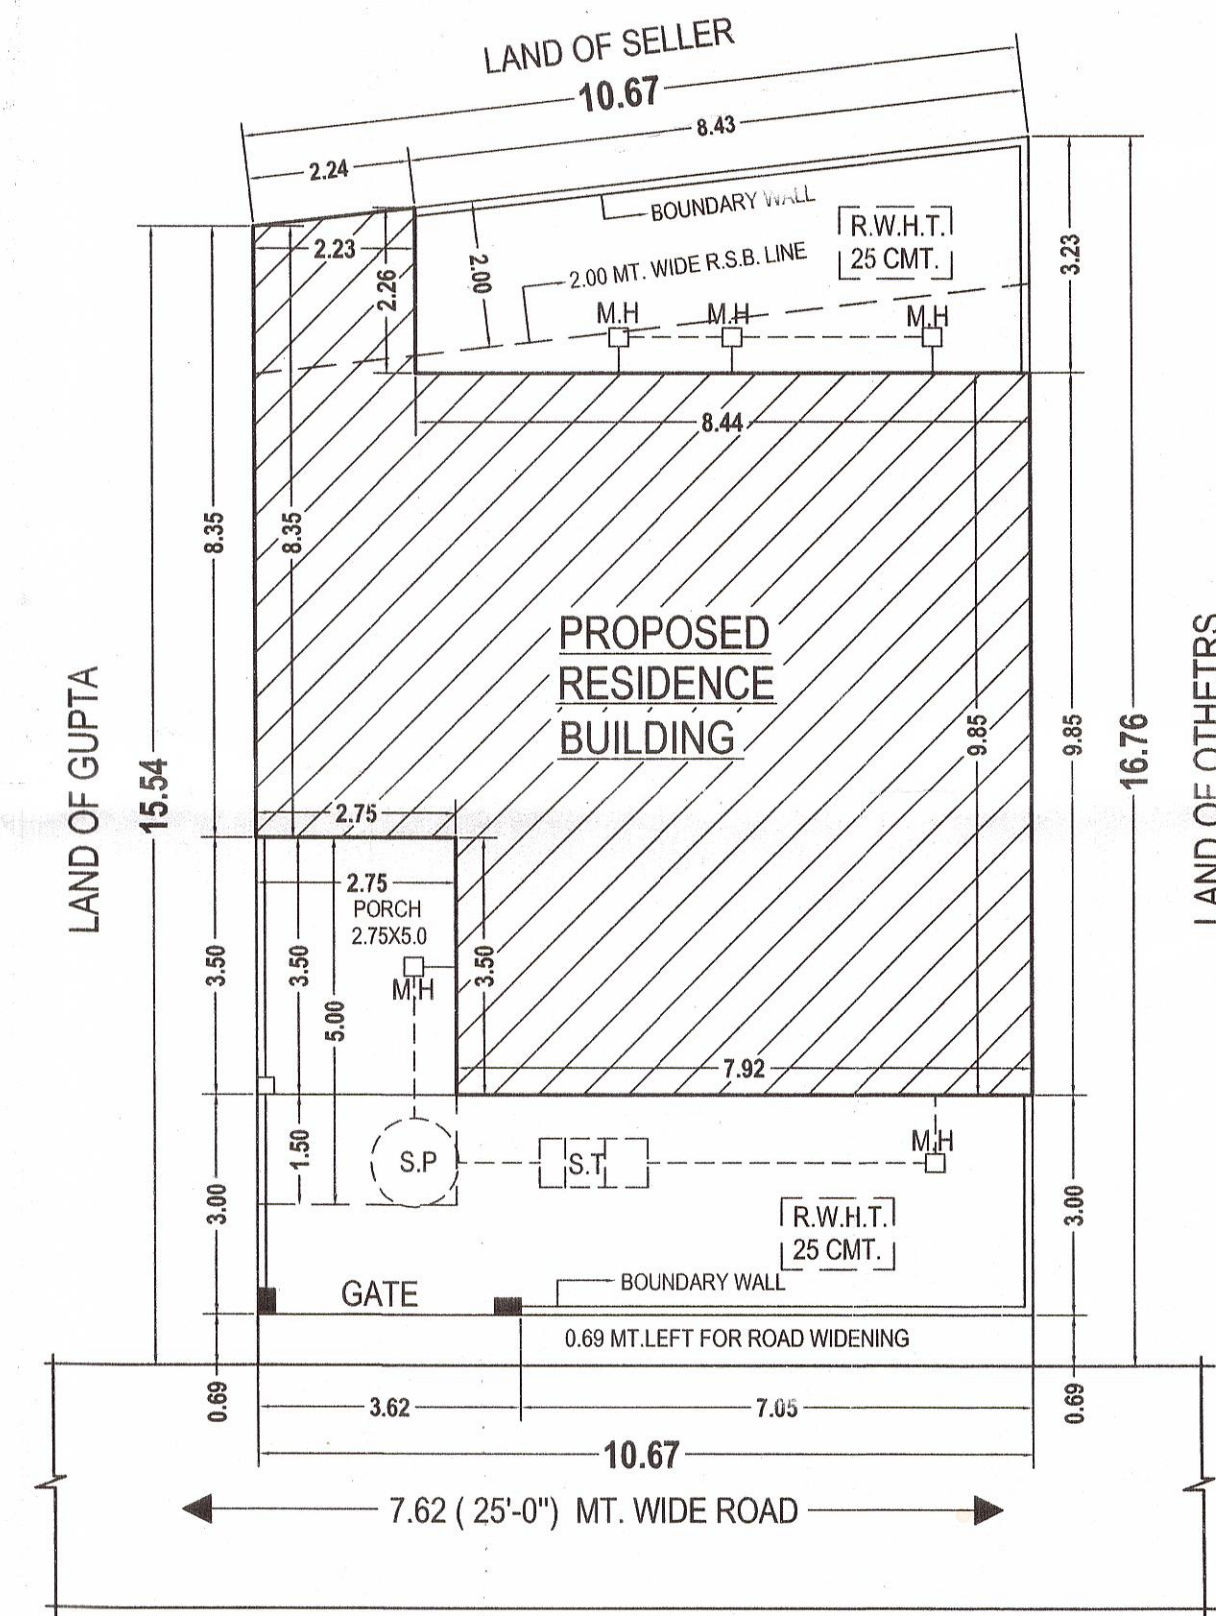 LAND OF SELLER
10.67
8.43
2.24
BOUNDARY WALL
R.W.H.T.
25 CMT.
2.23
2.26
2.00
2.00 MT. WIDE R.S.B. LINE
3.23
M.H
M.H
M.H
8.44
8.35
8.35
PROPOSED
RESIDENCE
BUILDING
LAND OF GUPTA
15.54
9.85
9.85
16.76
LAND OF OTHETRS
2.75
2.75
PORCH
2.75X5.0
M.H
3.50
3.50
5.00
3.50
7.92
3.00
1.50
S.P
S.T
M.H
3.00
R.W.H.T.
25 CMT.
GATE
BOUNDARY WALL
0.69 MT.LEFT FOR ROAD WIDENING
0.69
3.62
7.05
0.69
10.67
7.62 ( 25'-0") MT. WIDE ROAD